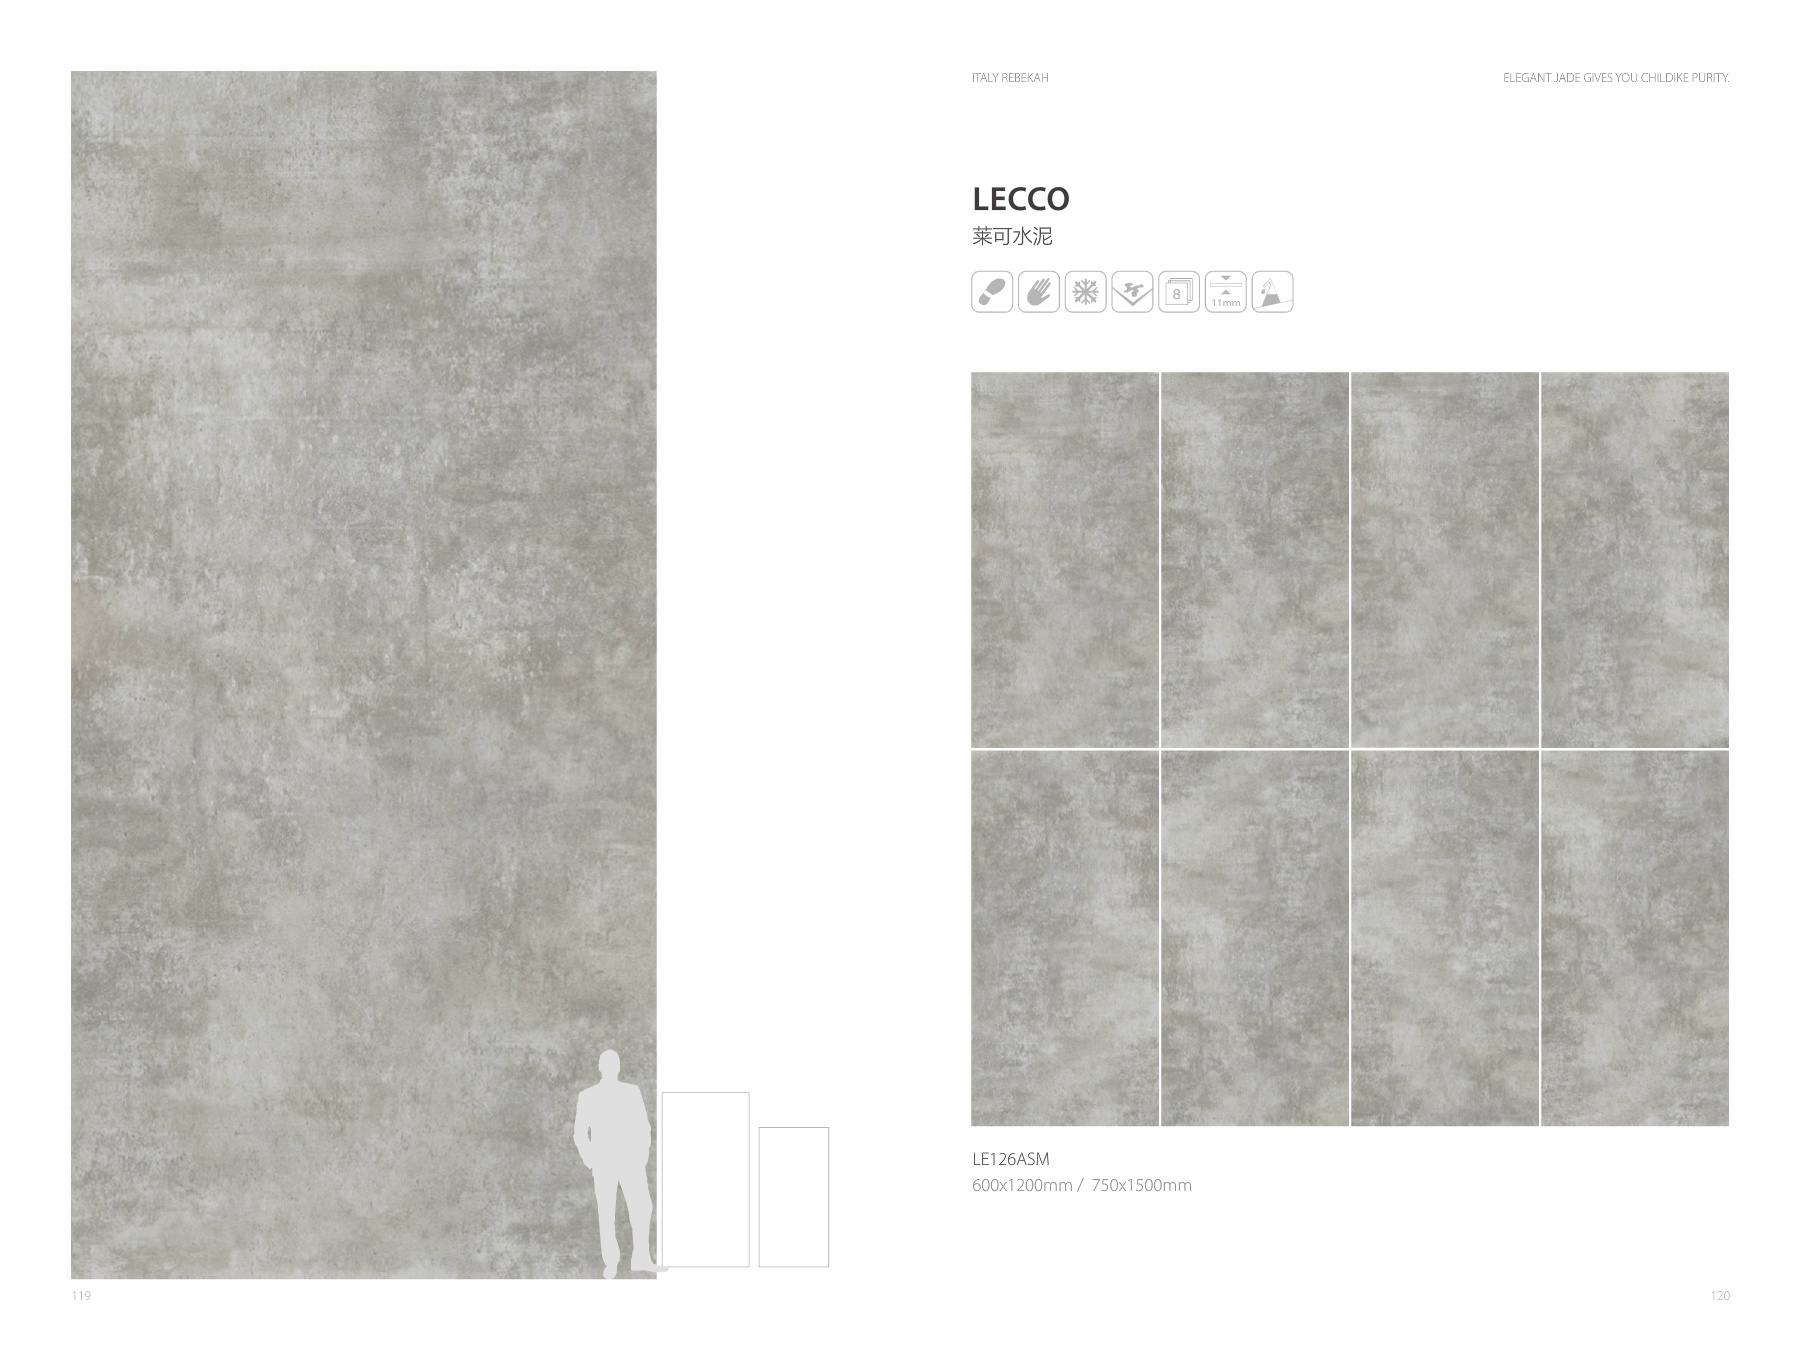 ITALY REBEKAH
ELEGANT JADE GIVES YOU CHILDIKE PURITY.
LECCO
莱可水泥
8
11mm
LE126ASM
600x1200mm / 750x1500mm
119
120